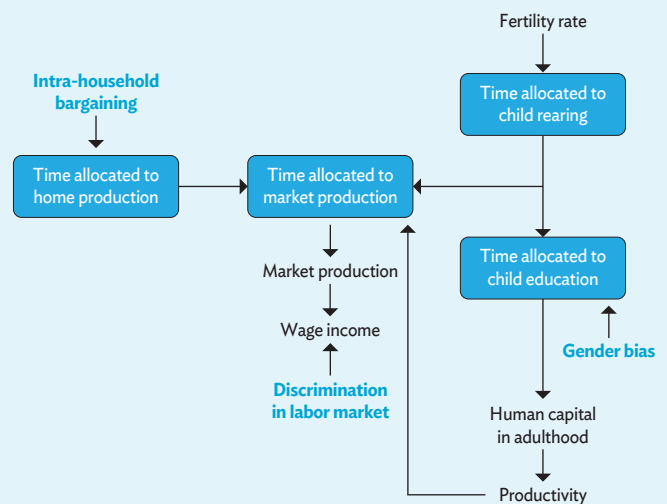 Fertility rate
Intra-household
bargaining
Time allocated to
child rearing
Time allocated to
home production
Time allocated to
market production
Time allocated to
child education
Market production
Wage income
Gender bias
Discrimination
in labor market
Human capital
in adulthood
Productivity